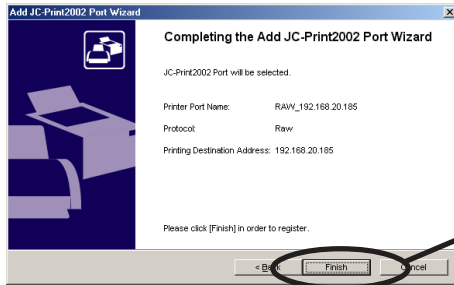 Add JC-Print2002 Port Wizard
Completing the Add JC-Print2002 Port Wizard
JC-Print2002 Port will be selected.
Printer Port Name: RAW_192.168.20.185
Protocol: Raw
Printing Destination Address: 192.168.20.185
Please click [Finish] in order to register.
< Back Finish Cancel